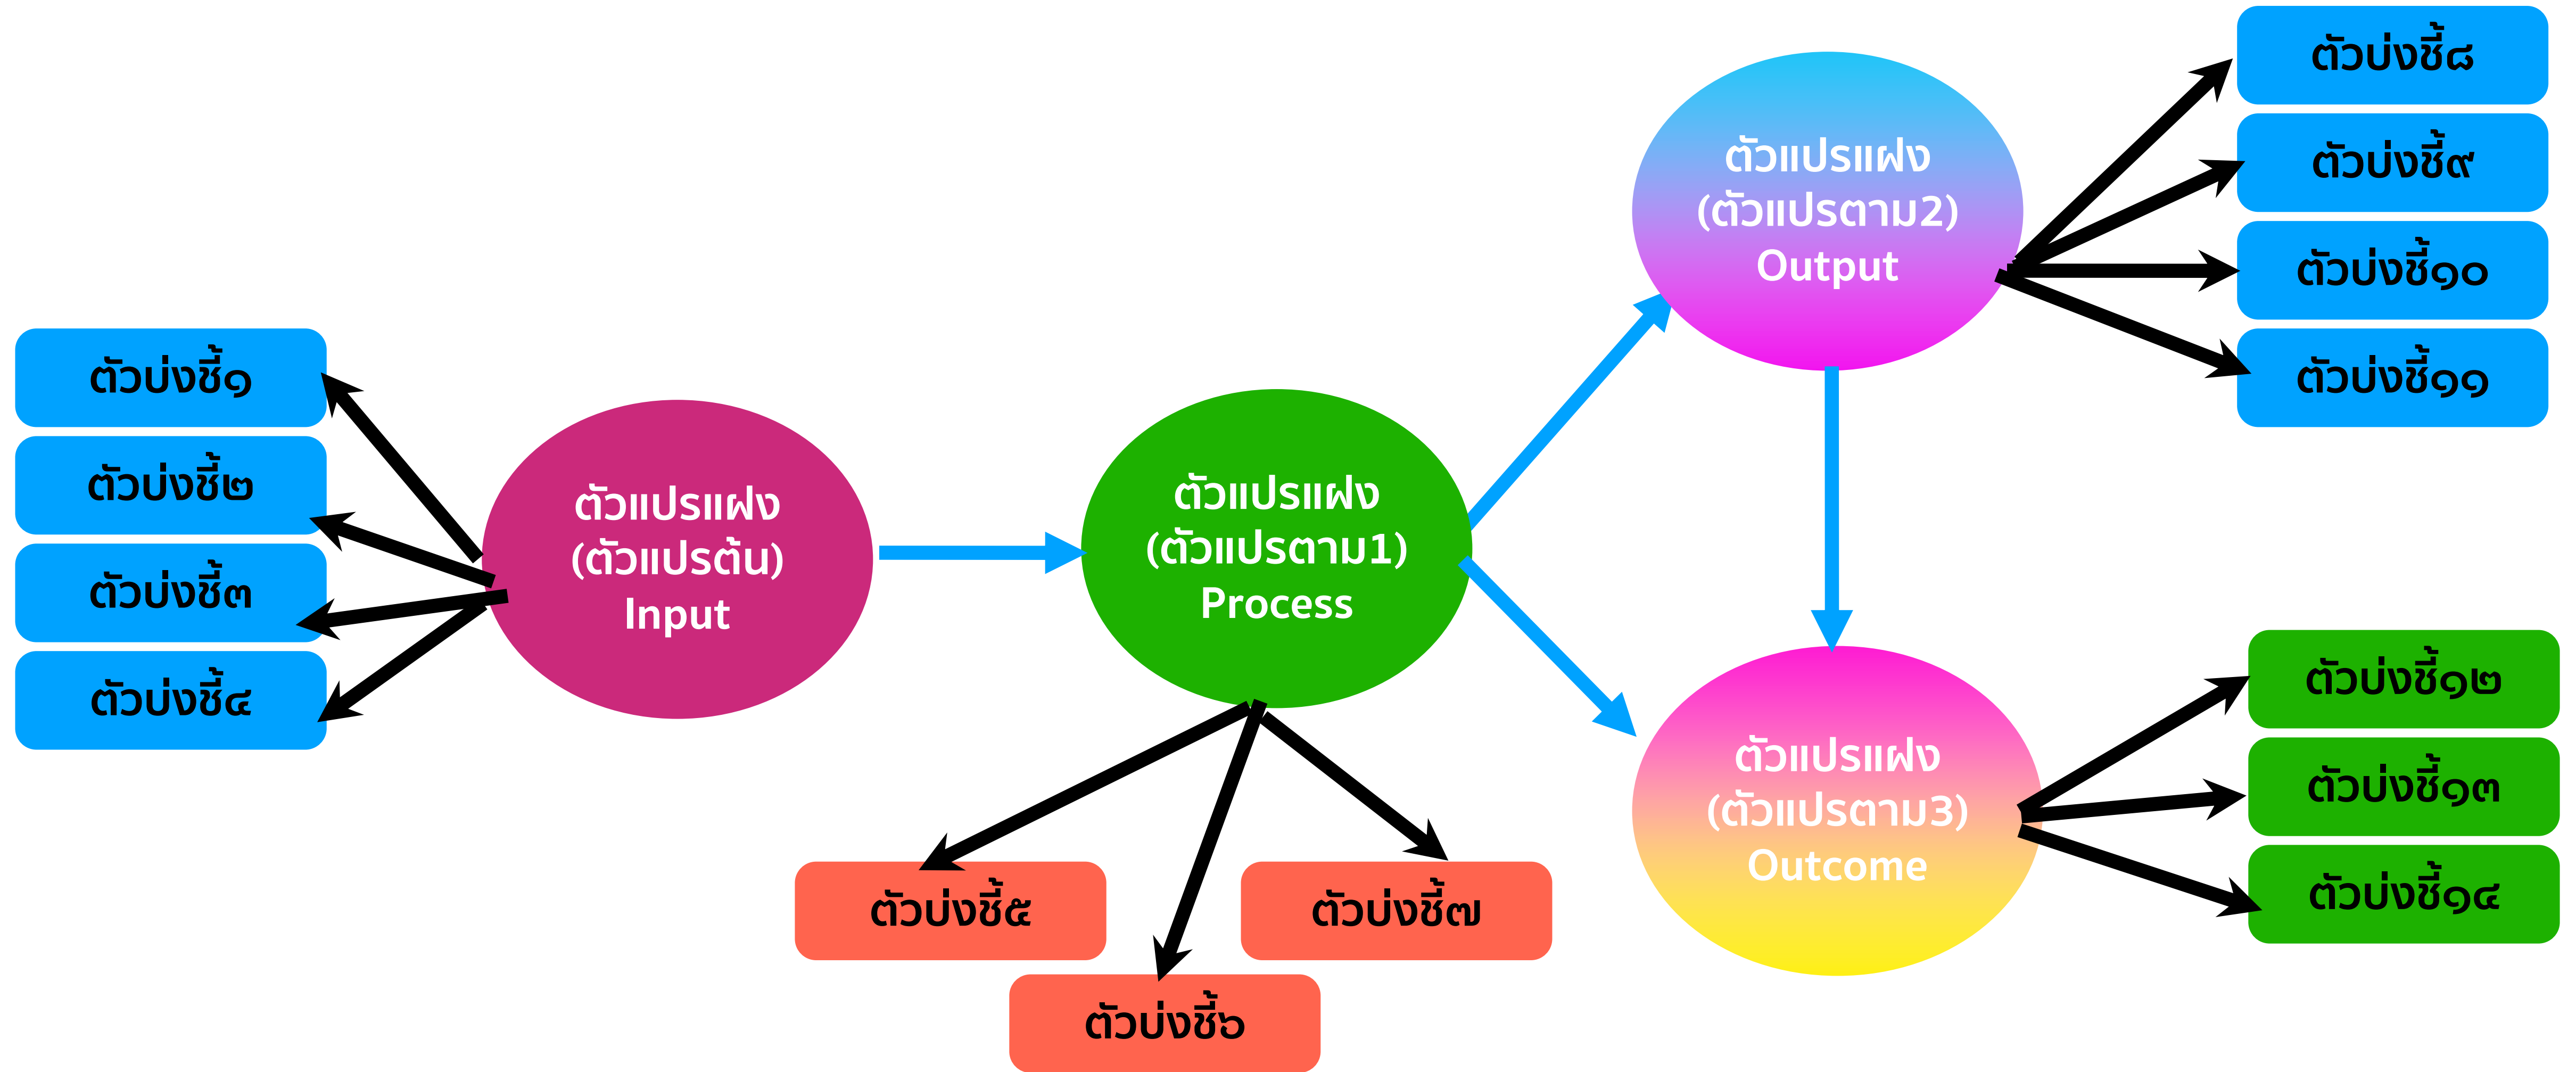 ตัวบ่งชี้๑
ตัวบ่งชี้๒
ตัวบ่งชี้๓
ตัวบ่งชี้๔
ตัวแปรแฝง
(ตัวแปรต้น)
Input
ตัวแปรแฝง
(ตัวแปรตาม1)
Process
ตัวบ่งชี้๕
ตัวบ่งชี้๖
ตัวบ่งชี้๗
ตัวแปรแฝง
(ตัวแปรตาม2)
Output
ตัวบ่งชี้๘
ตัวบ่งชี้๙
ตัวบ่งชี้๑๐
ตัวบ่งชี้๑๑
ตัวแปรแฝง
(ตัวแปรตาม3)
Outcome
ตัวบ่งชี้๑๒
ตัวบ่งชี้๑๓
ตัวบ่งชี้๑๔